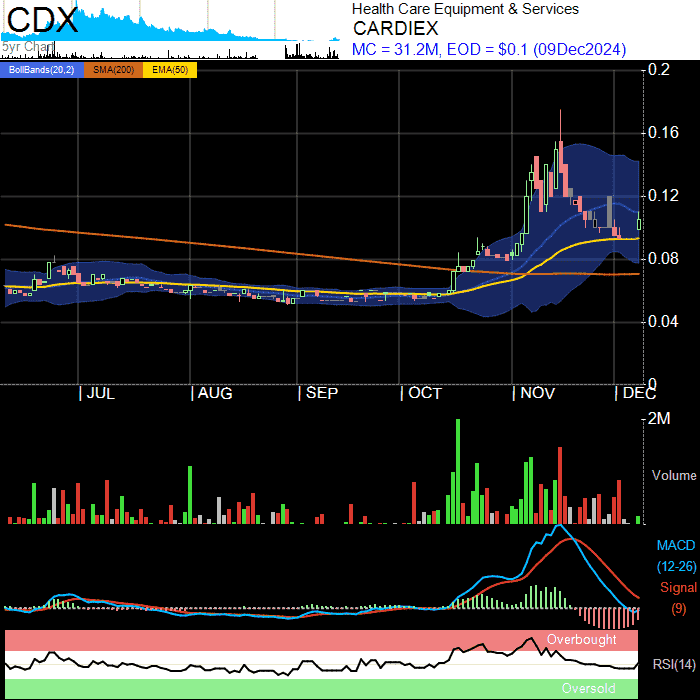 CDX
5yr Chart
Health Care Equipment & Services
CARDIEX
MC = 31.2M, EOD = $0.1 (09Dec2024)
BollBands(20,2) SMA(200) EMA(50)
0.2
0.16
0.12
0.08
0.04
0
JUL AUG SEP OCT NOV DEC
2M
Volume
MACD
(12-26)
Signal
(9)
Overbought
RSI(14)
Oversold